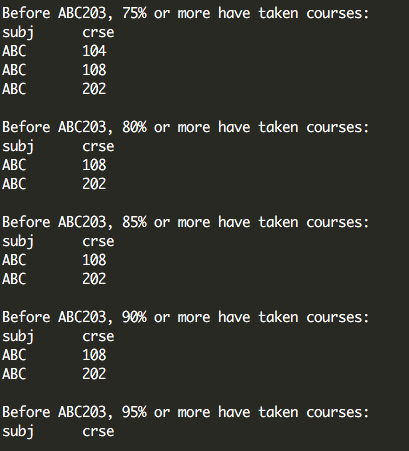 Before ABC203, 75% or more have taken courses:
subj      crse
ABC       104
ABC       108
ABC       202
Before ABC203, 80% or more have taken courses:
subj      crse
ABC       108
ABC       202
Before ABC203, 85% or more have taken courses:
subj      crse
ABC       108
ABC       202
Before ABC203, 90% or more have taken courses:
subj      crse
ABC       108
ABC       202
Before ABC203, 95% or more have taken courses:
subj      crse